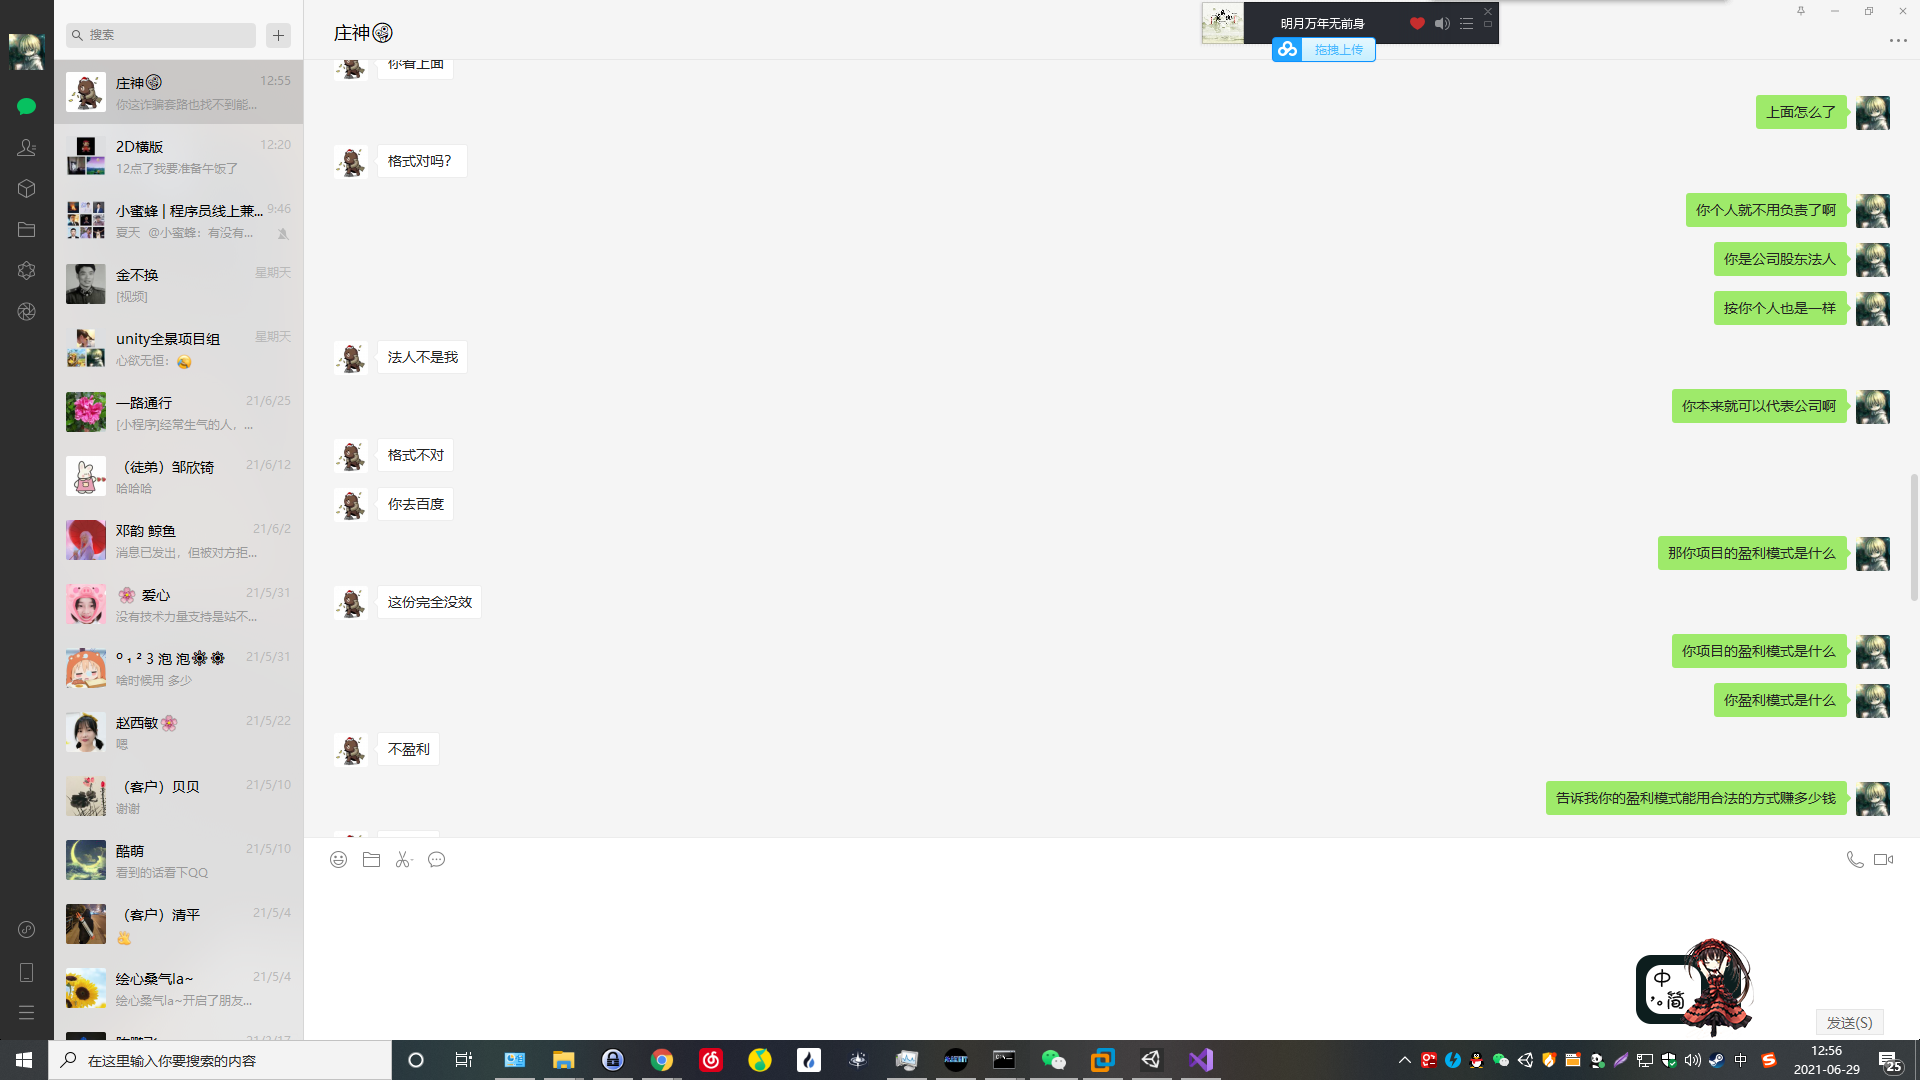 搜索
庄神
12:55
你这诈骗套路也找不到能...
2D横版
12:20
12点了我要准备午饭了
小蜜蜂 | 程序员线上兼...
9:46
夏天 @小蜜蜂：有没有...
金不换
星期天
[视频]
unity全景项目组
星期天
心欲无恒：
一路通行
21/6/25
[小程序]经常生气的人，...
（徒弟）邹欣锜
21/6/12
哈哈哈
邓韵 鲸鱼
21/6/2
消息已发出，但被对方拒...
爱心
21/5/31
没有技术力量支持是站不...
º ₁ ² 3 泡 泡
21/5/31
啥时候用 多少
赵西敏
21/5/22
嗯
（客户）贝贝
21/5/10
谢谢
酷萌
21/5/10
看到的话看下QQ
（客户）清平
21/5/4
绘心桑气la~
21/5/4
绘心桑气la~开启了朋友...
庄神
明月万年无前身
拖拽上传
你看上面
上面怎么了
格式对吗？
你个人就不用负责了啊
你是公司股东法人
按你个人也是一样
法人不是我
你本来就可以代表公司啊
格式不对
你去百度
那你项目的盈利模式是什么
这份完全没效
你项目的盈利模式是什么
你盈利模式是什么
不盈利
告诉我你的盈利模式能用合法的方式赚多少钱
中
简
发送(S)
在这里输入你要搜索的内容
中
12:56
2021-06-29
25